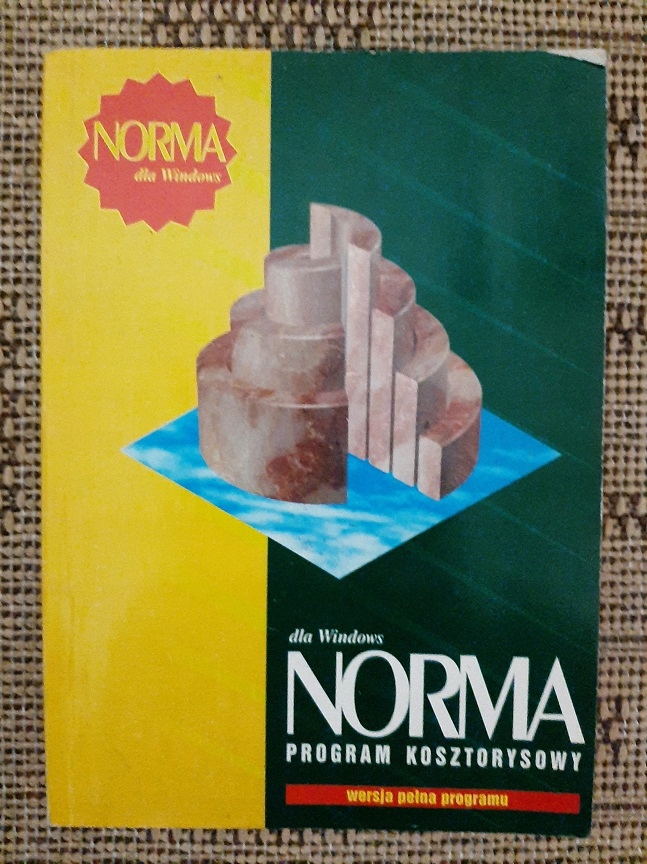 NORMA
dla Windows
dla Windows
NORMA
PROGRAM KOSZTORYSOWY
wersja pełna programu